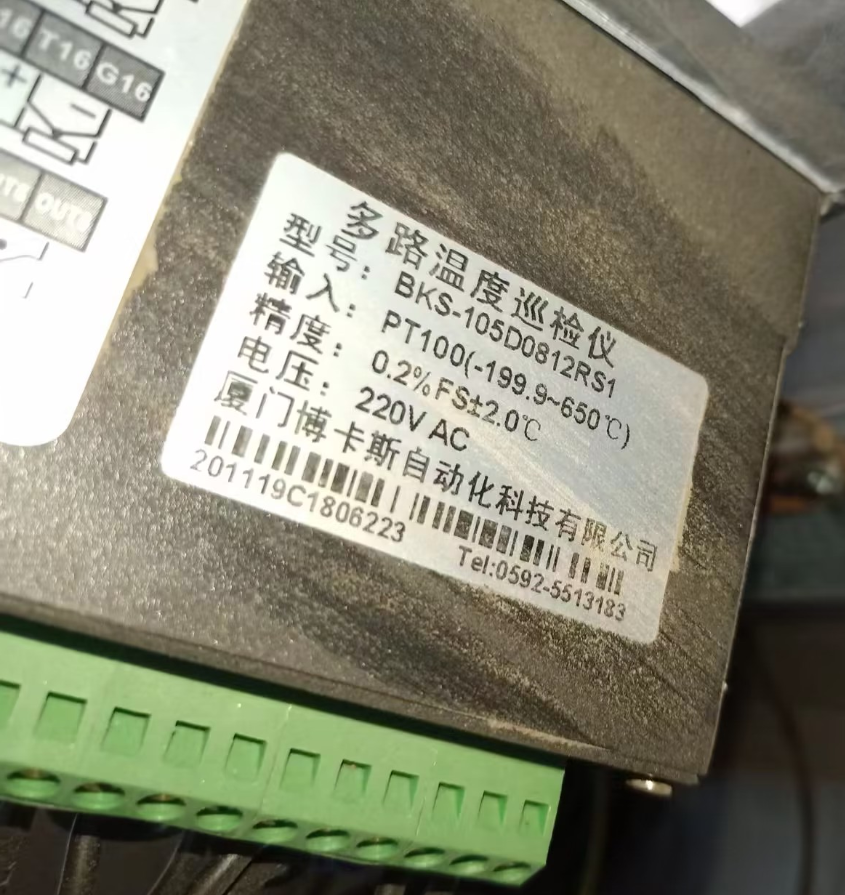 T16 G16
OUT8
多路温度巡检仪
型号: BKS-105D0812RS1
输入: PT100(-199.9~650℃)
精度: 0.2%FS±2.0℃
电压: 220V AC
厦门博卡斯自动化科技有限公司
201119C1806223
Tel:0592-5513183